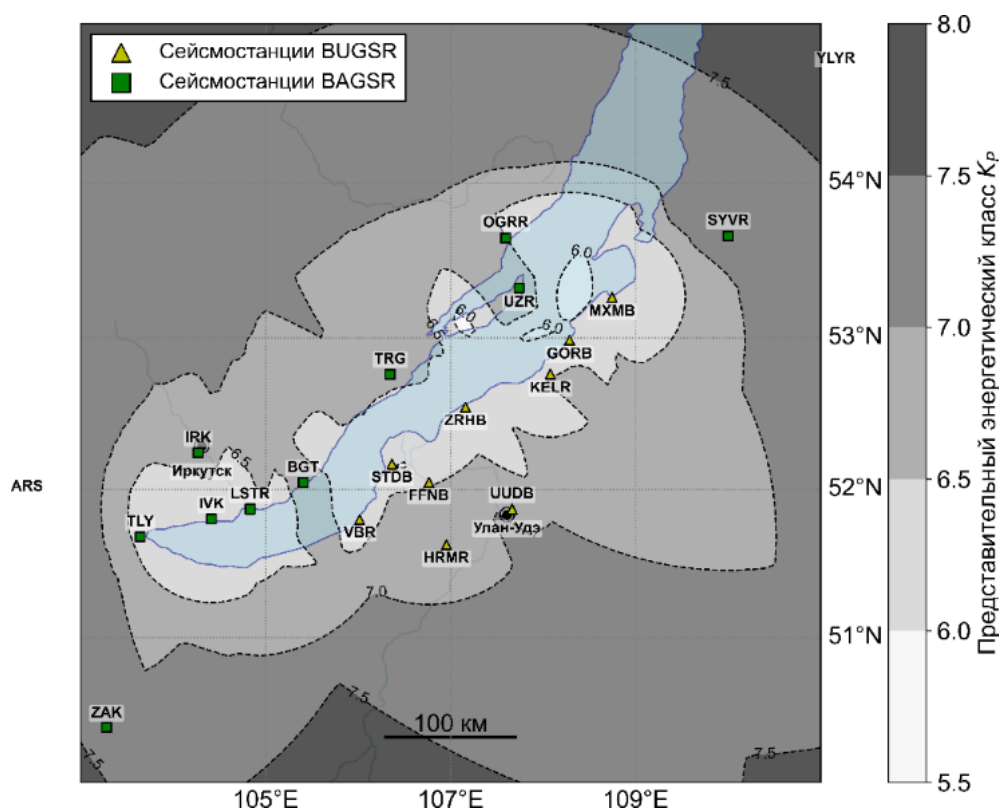 Сейсмостанции BUGSR
Сейсмостанции BAGSR
YLYR
7.5
8.0
7.5
7.0
6.5
6.0
5.5
Представительный энергетический класс Kp
54°N
53°N
52°N
51°N
OGRR
SYVR
6.0
UZR
MXMB
6.0
6.5
6.0
GORB
TRG
KELR
ZRHB
IRK
Иркутск
6.5
BGT
STDB
ARS
LSTR
FFNB
UUDB
IVK
TLY
VBR
Улан-Удэ
HRMR
7.0
ZAK
7.5
100 км
7.5
7.5
105°E
107°E
109°E